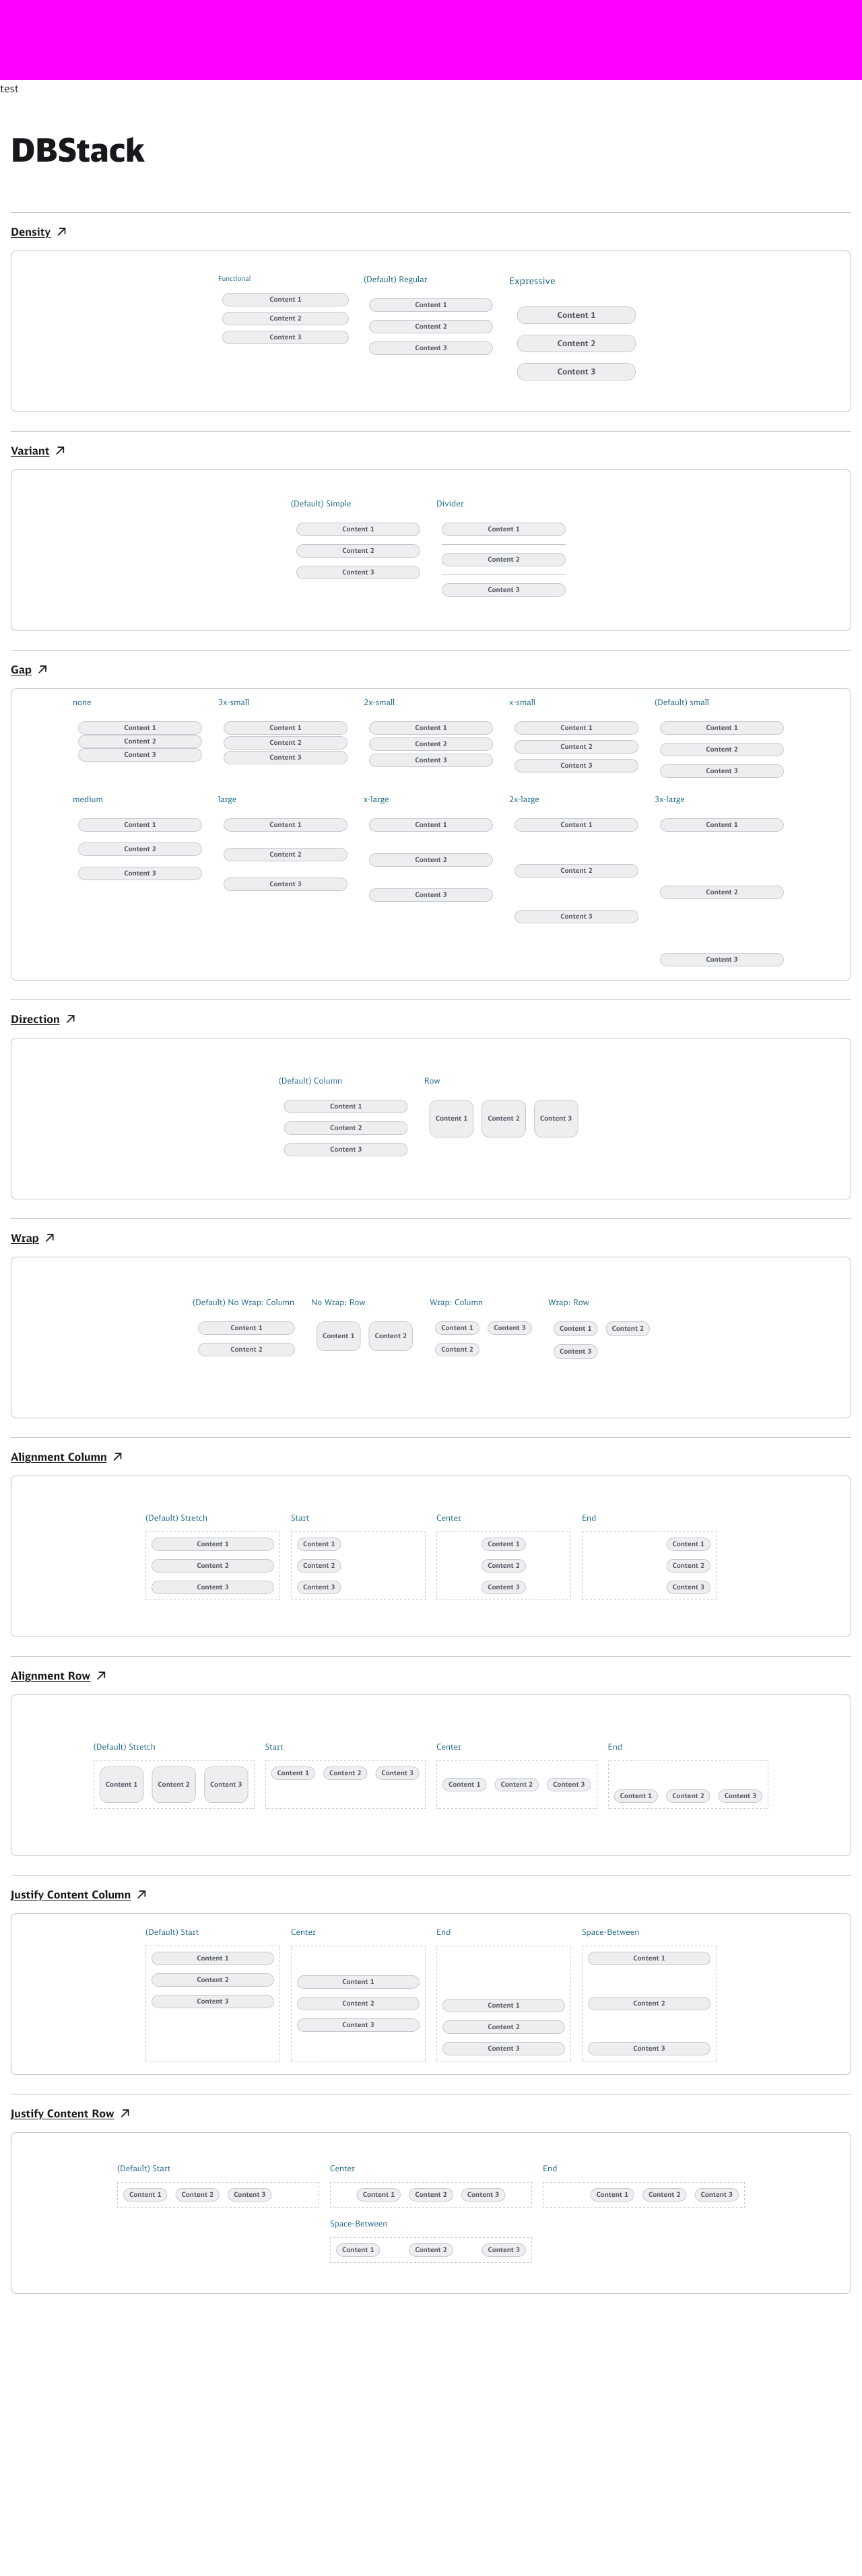 test
DBStack
Density
Functional (Default) Regular Expressive
Content 1 Content 1 Content 1
Content 2 Content 2 Content 2
Content 3 Content 3 Content 3
Variant
(Default) Simple Divider
Content 1 Content 1
Content 2 Content 2
Content 3 Content 3
Gap
none 3x-small 2x-small x-small (Default) small
Content 1 Content 1 Content 1 Content 1 Content 1
Content 2 Content 2 Content 2 Content 2 Content 2
Content 3 Content 3 Content 3 Content 3 Content 3
medium large x-large 2x-large 3x-large
Content 1 Content 1 Content 1 Content 1 Content 1
Content 2 Content 2 Content 2 Content 2 Content 2
Content 3 Content 3 Content 3 Content 3 Content 3
Direction
(Default) Column Row
Content 1 Content 1 Content 2 Content 3
Content 2
Content 3
Wrap
(Default) No Wrap: Column No Wrap: Row Wrap: Column Wrap: Row
Content 1 Content 1 Content 2 Content 1 Content 3 Content 1 Content 2
Content 2 Content 2 Content 3
Alignment Column
(Default) Stretch Start Center End
Content 1 Content 1 Content 1 Content 1
Content 2 Content 2 Content 2 Content 2
Content 3 Content 3 Content 3 Content 3
Alignment Row
(Default) Stretch Start Center End
Content 1 Content 2 Content 3 Content 1 Content 2 Content 3 Content 1 Content 2 Content 3 Content 1 Content 2 Content 3
Justify Content Column
(Default) Start Center End Space-Between
Content 1 Content 1 Content 1 Content 1
Content 2 Content 2 Content 2 Content 2
Content 3 Content 3 Content 3 Content 3
Justify Content Row
(Default) Start Center End
Content 1 Content 2 Content 3 Content 1 Content 2 Content 3 Content 1 Content 2 Content 3
Space-Between
Content 1 Content 2 Content 3